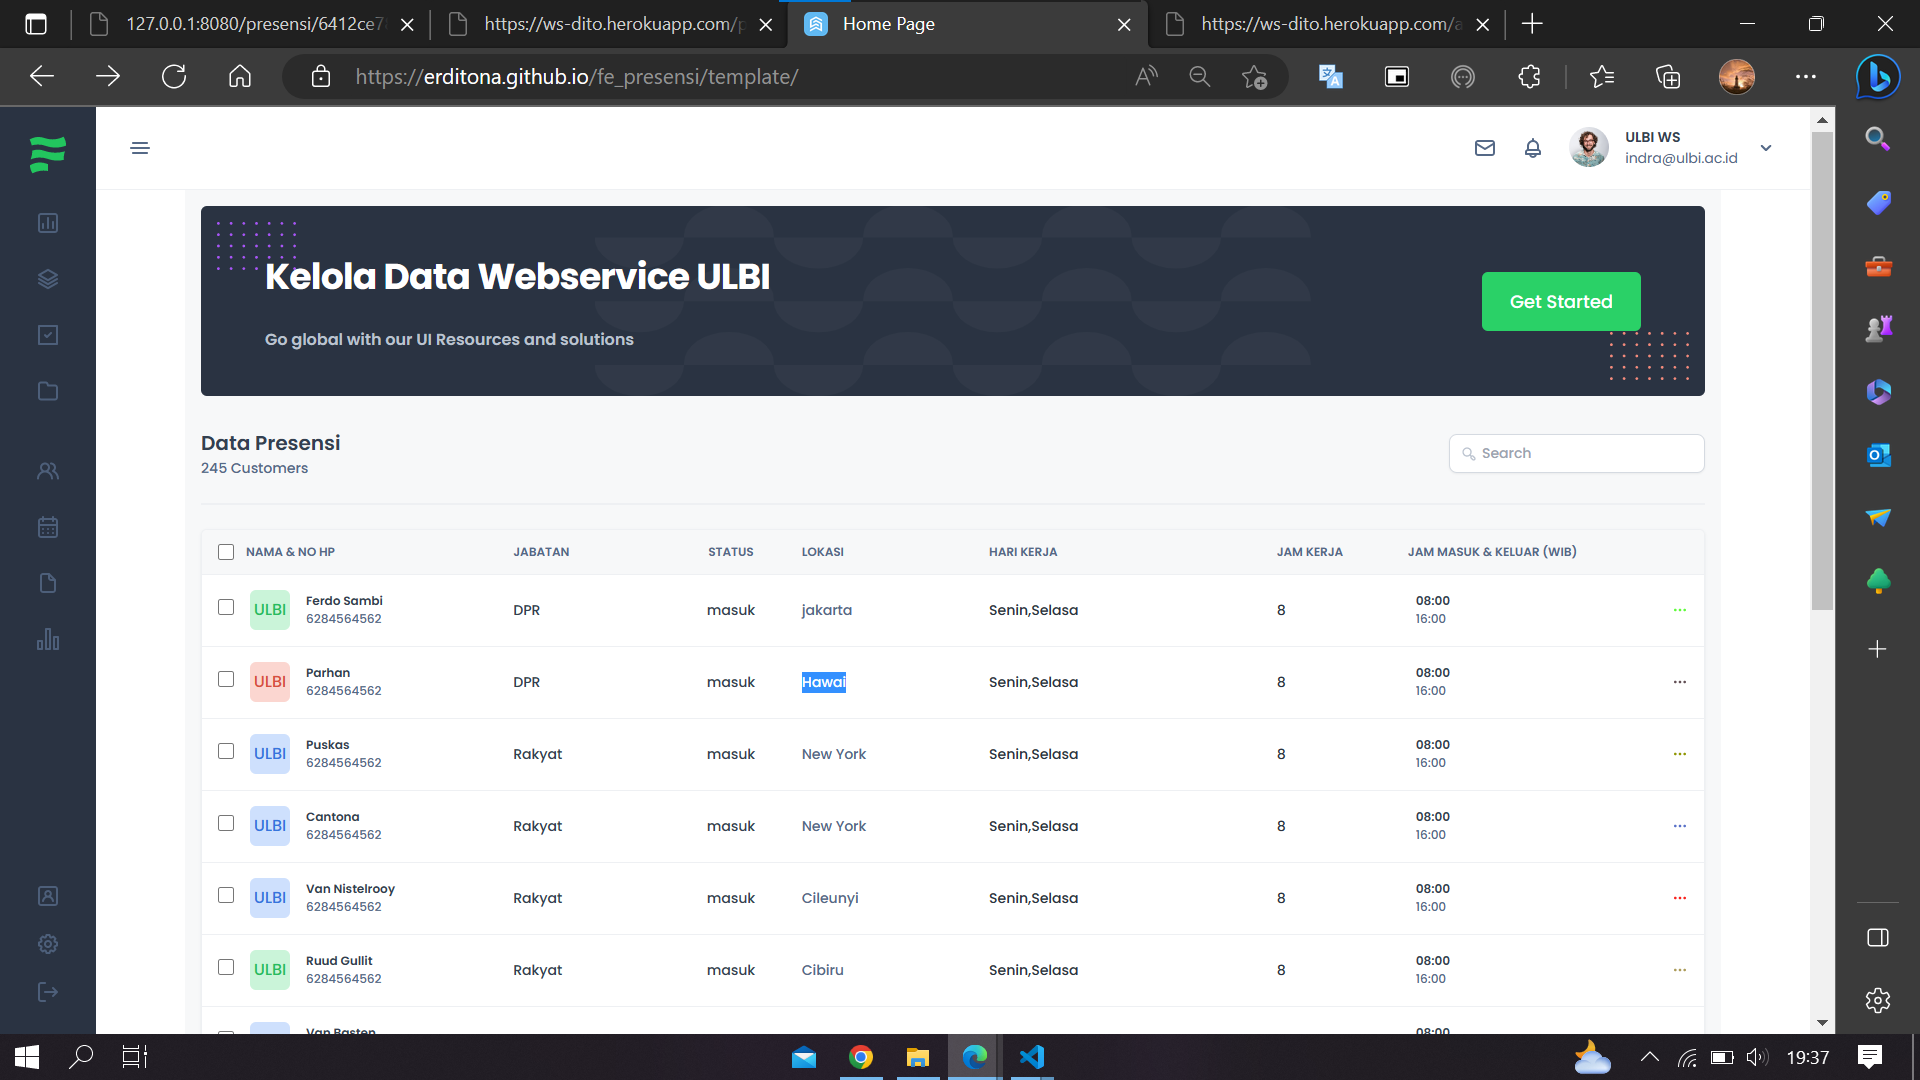 127.0.0.1:8080/presensi/6412ce7
https://ws-dito.herokuapp.com/p
Home Page
https://ws-dito.herokuapp.com/a
https://erditona.github.io/fe_presensi/template/
ULBI WS
indra@ulbi.ac.id
Kelola Data Webservice ULBI
Go global with our UI Resources and solutions
Get Started
Data Presensi
245 Customers
Search
NAMA & NO HP JABATAN STATUS LOKASI HARI KERJA JAM KERJA JAM MASUK & KELUAR (WIB)
ULBI Ferdo Sambi DPR masuk jakarta Senin,Selasa 8 08:00
6284564562 16:00
ULBI Parhan DPR masuk Hawai Senin,Selasa 8 08:00
6284564562 16:00
ULBI Puskas Rakyat masuk New York Senin,Selasa 8 08:00
6284564562 16:00
ULBI Cantona Rakyat masuk New York Senin,Selasa 8 08:00
6284564562 16:00
ULBI Van Nistelrooy Rakyat masuk Cileunyi Senin,Selasa 8 08:00
6284564562 16:00
ULBI Ruud Gullit Rakyat masuk Cibiru Senin,Selasa 8 08:00
6284564562 16:00
Van Basten 08:00
19:37